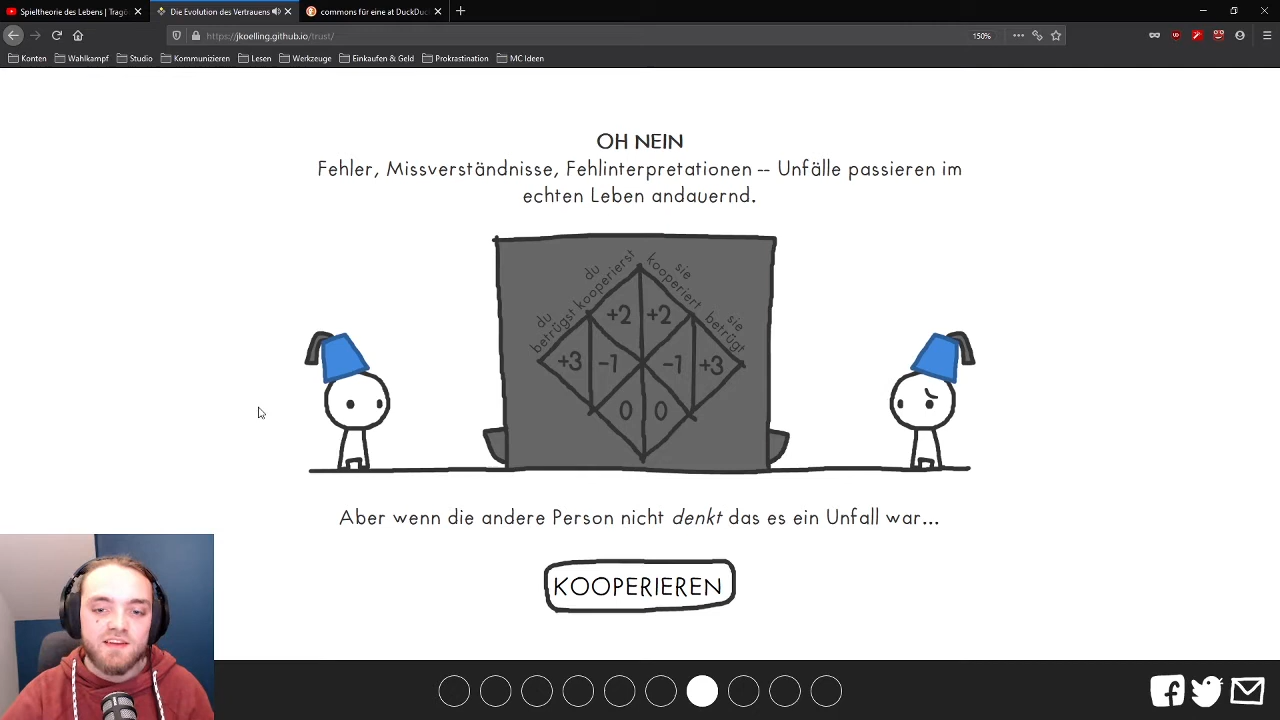 Spieltheorie des Lebens | Tragö
Die Evolution des Vertrauens
commons für eine at DuckDuc
https://jkoelling.github.io/trust/
150%
Konten
Wahlkampf
Studio
Kommunizieren
Lesen
Werkzeuge
Einkaufen & Geld
Prokrastination
MC Ideen
OH NEIN
Fehler, Missverständnisse, Fehlinterpretationen -- Unfälle passieren im
echten Leben andauernd.
du
kooperierst
sie
kooperiert
du
betrügst
sie
betrügt
+2 +2
+3 -1 -1 +3
0 0
Aber wenn die andere Person nicht denkt das es ein Unfall war...
KOOPERIEREN